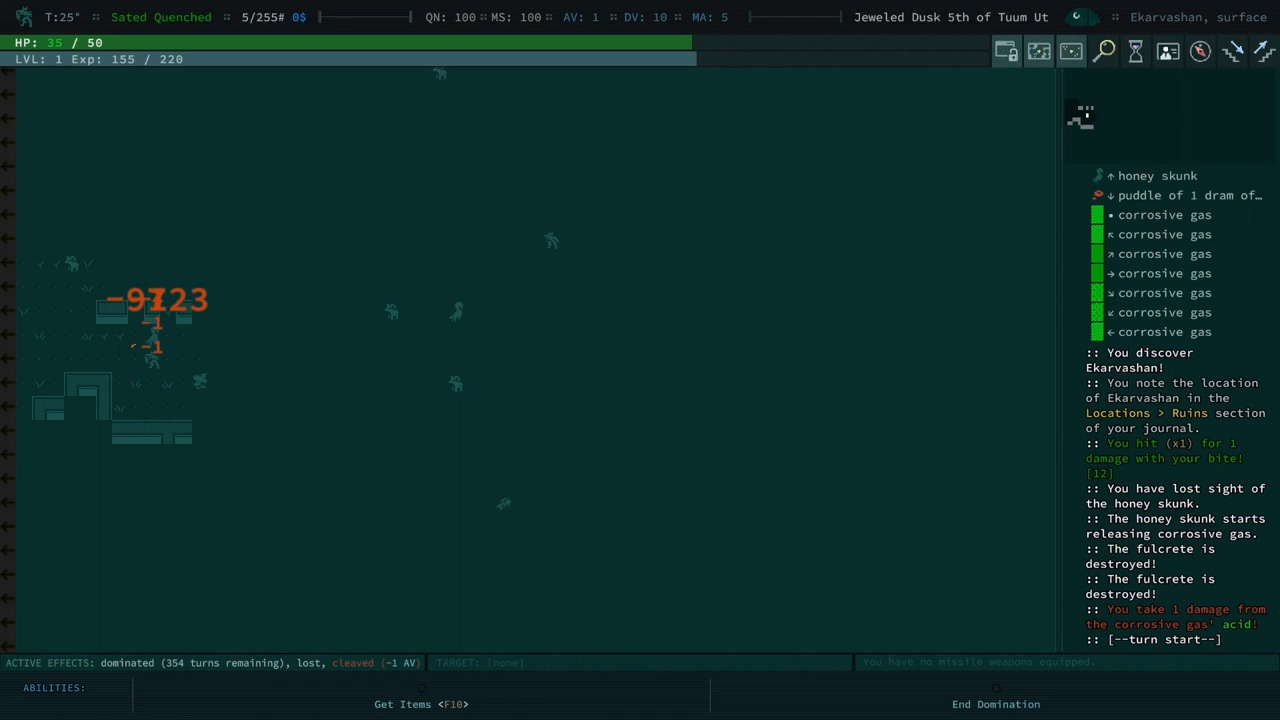 T:25° :: Sated Quenched :: 5/255# 0$ QN: 100 :: MS: 100 :: AV: 1 :: DV: 10 :: MA: 5 Jeweled Dusk 5th of Tuum Ut :: Ekarvashan, surface
HP: 35 / 50
LVL: 1 Exp: 155 / 220
↑ honey skunk
↓ puddle of 1 dram of…
• corrosive gas
↖ corrosive gas
↗ corrosive gas
→ corrosive gas
↘ corrosive gas
↙ corrosive gas
← corrosive gas
-1
-1
:: You discover
Ekarvashan!
:: You note the location
of Ekarvashan in the
Locations > Ruins section
of your journal.
:: You hit (x1) for 1
damage with your bite!
[12]
:: You have lost sight of
the honey skunk.
:: The honey skunk starts
releasing corrosive gas.
:: The fulcrete is
destroyed!
:: The fulcrete is
destroyed!
:: You take 1 damage from
the corrosive gas' acid!
:: [--turn start--]
ACTIVE EFFECTS: dominated (354 turns remaining), lost, cleaved (-1 AV) TARGET: [none] You have no missile weapons equipped.
ABILITIES:
Get Items <F10> End Domination